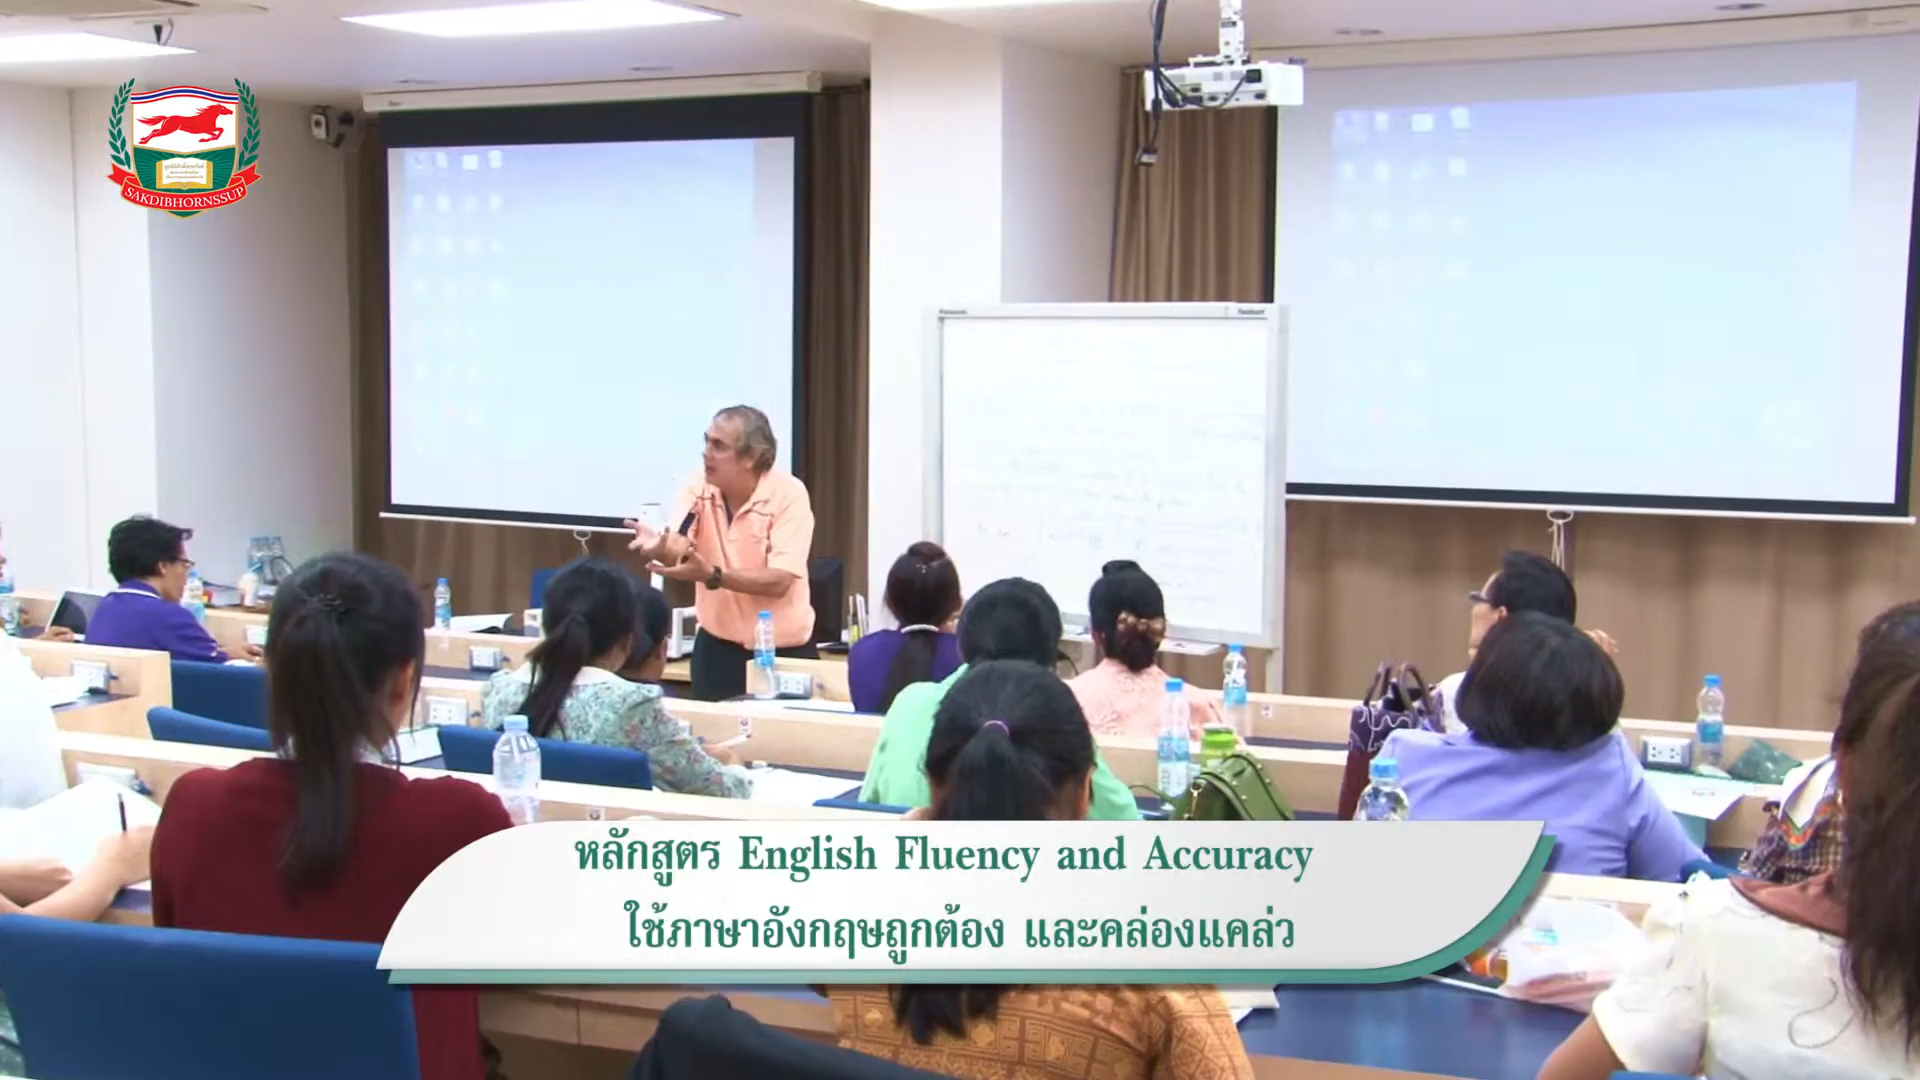 SAKDIBHORNSSUP
หลักสูตร English Fluency and Accuracy
ใช้ภาษาอังกฤษถูกต้อง และคล่องแคล่ว